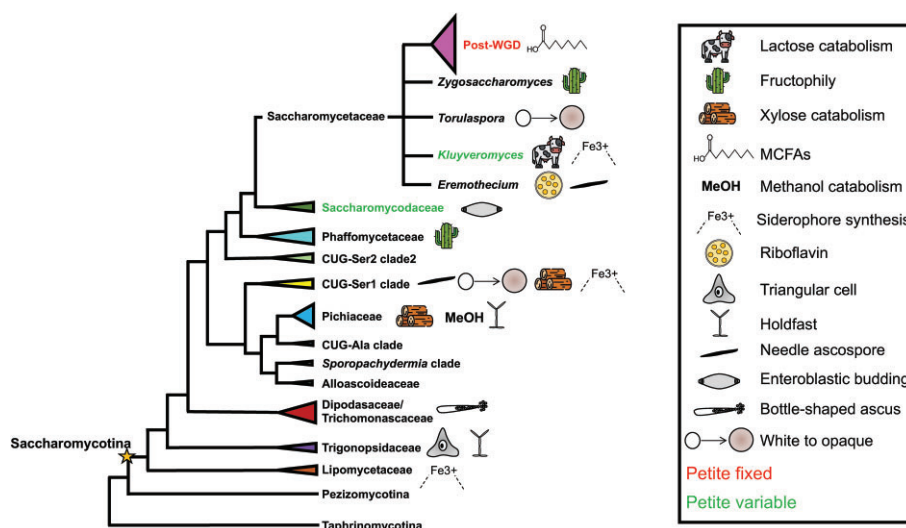 Post-WGD
HO
O
Zygosaccharomyces
Saccharomycetaceae
Torulaspora
Kluyveromyces
Fe3+
Eremothecium
Saccharomycodaceae
Phaffomycetaceae
CUG-Ser2 clade2
CUG-Ser1 clade
Fe3+
Pichiaceae
MeOH
CUG-Ala clade
Sporopachydermia clade
Alloascoideaceae
Dipodasaceae/
Trichomonascaceae
Saccharomycotina
Trigonopsidaceae
Lipomycetaceae
Fe3+
Pezizomycotina
Taphrinomycotina
Lactose catabolism
Fructophily
Xylose catabolism
O
HO
MCFAs
MeOH Methanol catabolism
Fe3+ Siderophore synthesis
Riboflavin
Triangular cell
Holdfast
Needle ascospore
Enteroblastic budding
Bottle-shaped ascus
White to opaque
Petite fixed
Petite variable